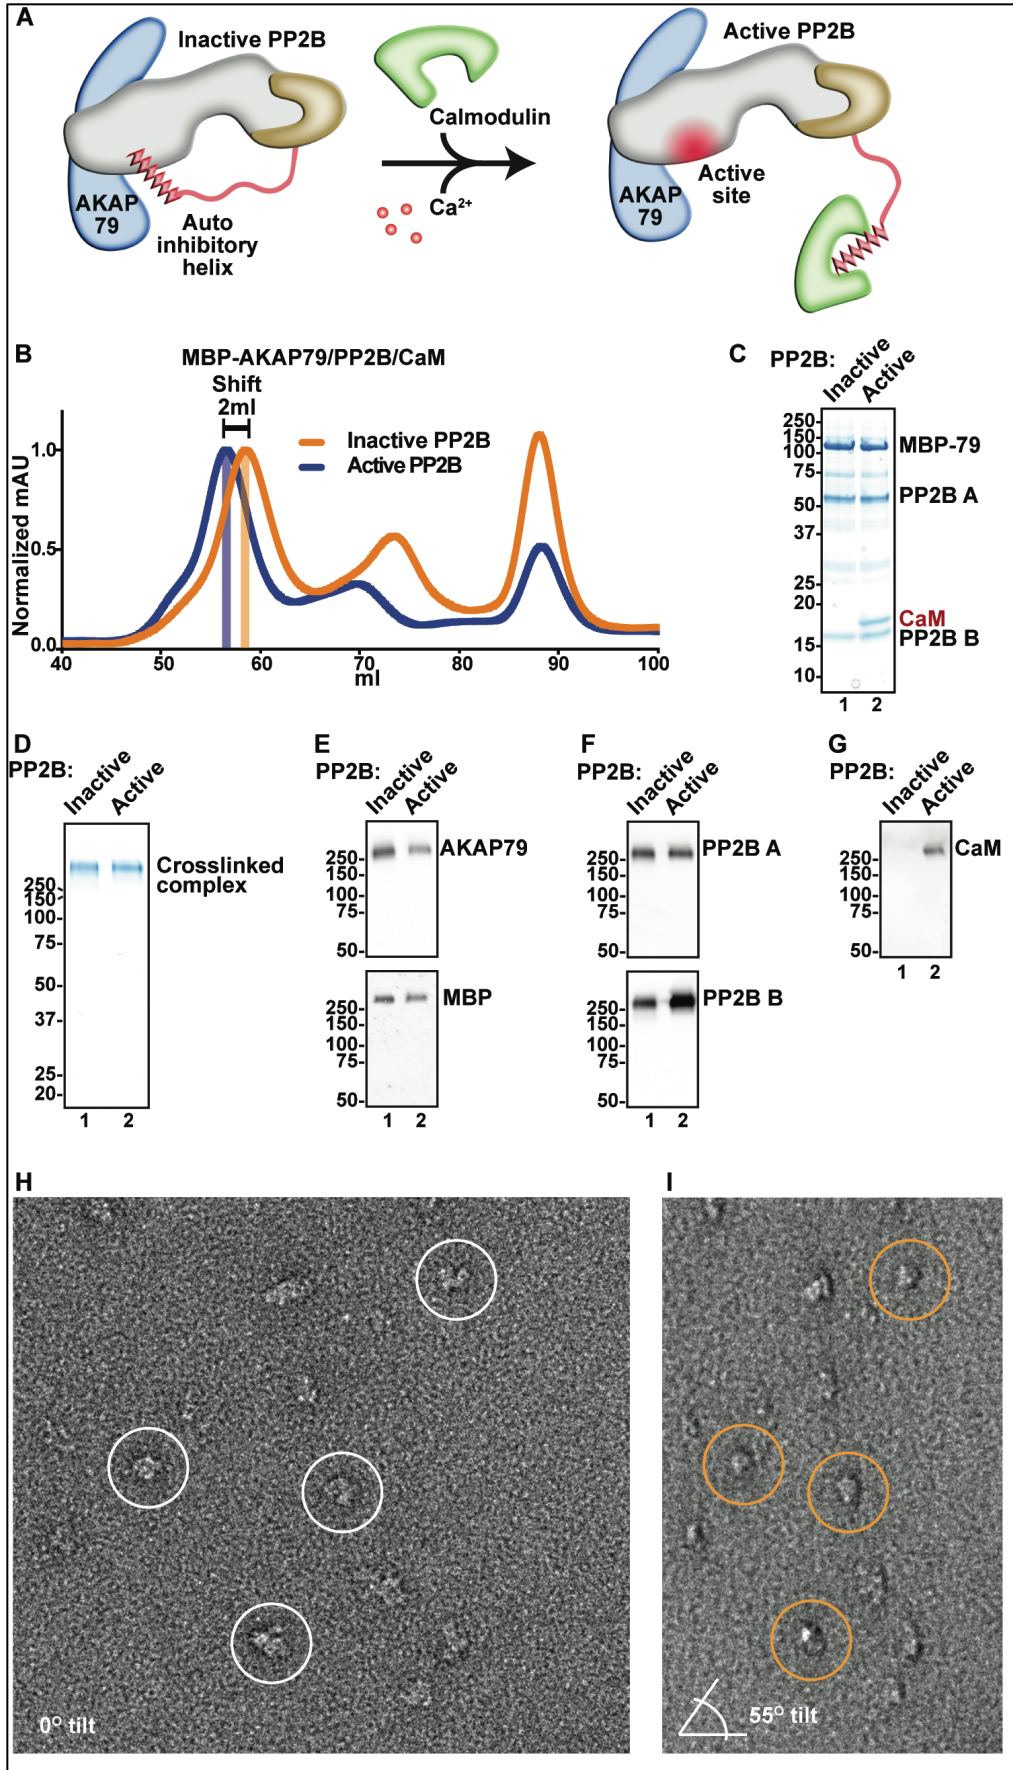 A
Inactive PP2B
AKAP
79
Auto
inhibitory
helix
Calmodulin
Ca2+
Active PP2B
AKAP
79
Active
site
B
MBP-AKAP79/PP2B/CaM
Shift
2ml
Inactive PP2B
Active PP2B
Normalized mAU
1.0
0.5
0.0
40
50
60
70
80
90
100
ml
C
PP2B:
Inactive
Active
250
150
100
75
50
37
25
20
15
10
MBP-79
PP2B A
CaM
PP2B B
1 2
D
PP2B:
Inactive
Active
250
150
100
75
50
37
25
20
Crosslinked
complex
1 2
E
PP2B:
Inactive
Active
250
150
100
75
50
AKAP79
250
150
100
75
50
MBP
1 2
F
PP2B:
Inactive
Active
250
150
100
75
50
PP2B A
250
150
100
75
50
PP2B B
1 2
G
PP2B:
Inactive
Active
250
150
100
75
50
CaM
1 2
H
0° tilt
I
55° tilt